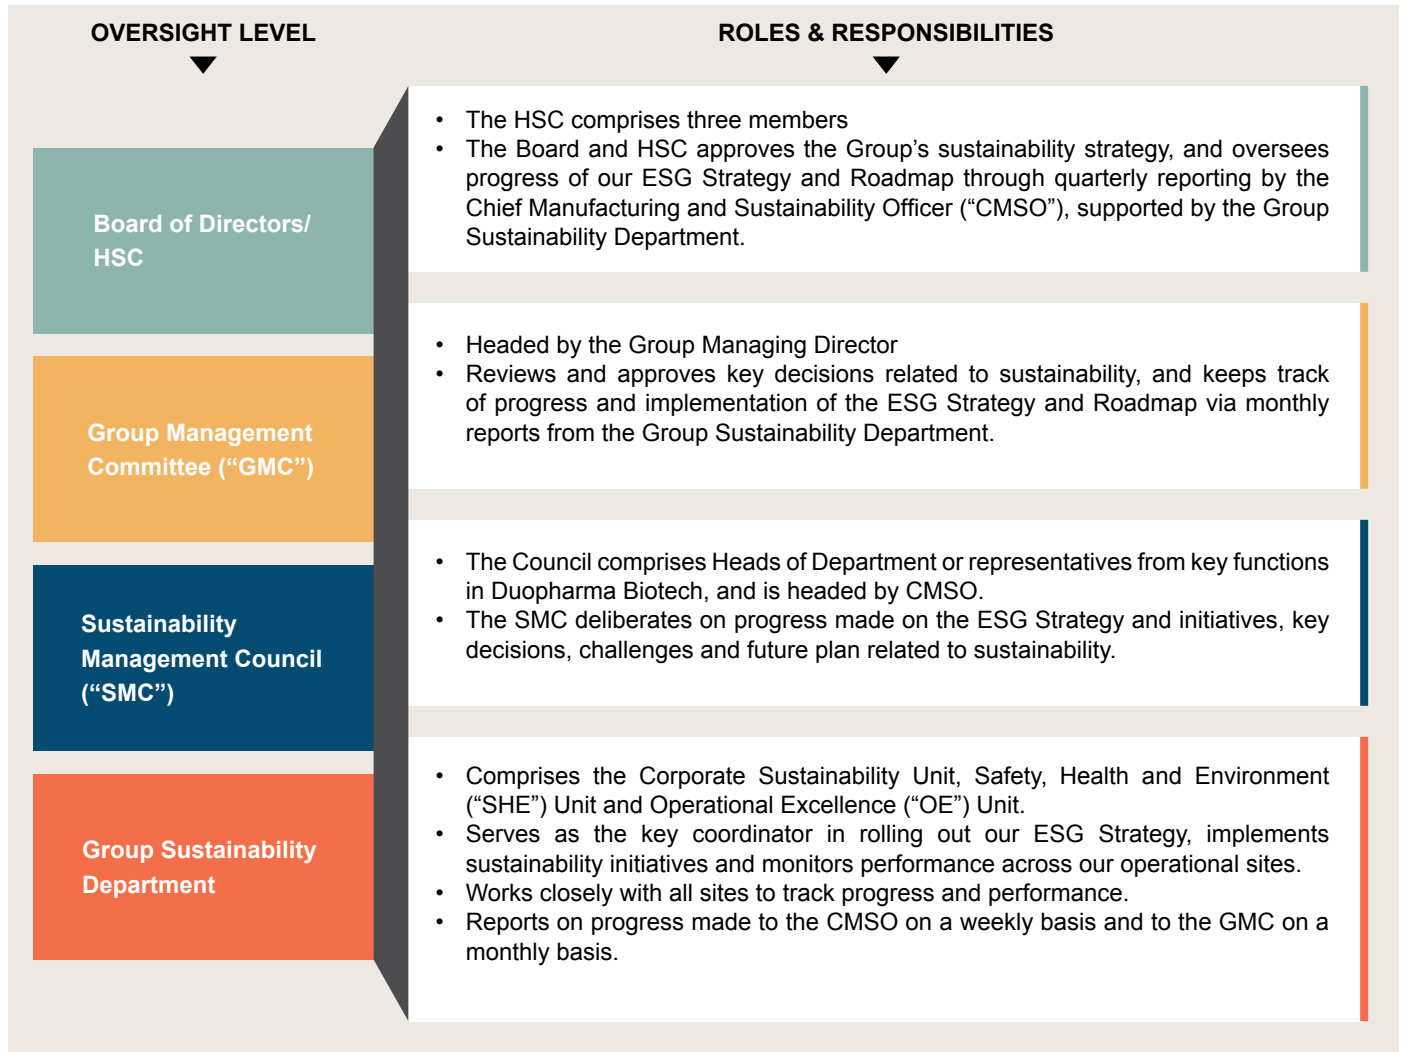 OVERSIGHT LEVEL
ROLES & RESPONSIBILITIES
Board of Directors/
HSC
• The HSC comprises three members
• The Board and HSC approves the Group’s sustainability strategy, and oversees
progress of our ESG Strategy and Roadmap through quarterly reporting by the
Chief Manufacturing and Sustainability Officer (“CMSO”), supported by the Group
Sustainability Department.
Group Management
Committee (“GMC”)
• Headed by the Group Managing Director
• Reviews and approves key decisions related to sustainability, and keeps track
of progress and implementation of the ESG Strategy and Roadmap via monthly
reports from the Group Sustainability Department.
Sustainability
Management Council
(“SMC”)
• The Council comprises Heads of Department or representatives from key functions
in Duopharma Biotech, and is headed by CMSO.
• The SMC deliberates on progress made on the ESG Strategy and initiatives, key
decisions, challenges and future plan related to sustainability.
Group Sustainability
Department
• Comprises the Corporate Sustainability Unit, Safety, Health and Environment
(“SHE”) Unit and Operational Excellence (“OE”) Unit.
• Serves as the key coordinator in rolling out our ESG Strategy, implements
sustainability initiatives and monitors performance across our operational sites.
• Works closely with all sites to track progress and performance.
• Reports on progress made to the CMSO on a weekly basis and to the GMC on a
monthly basis.